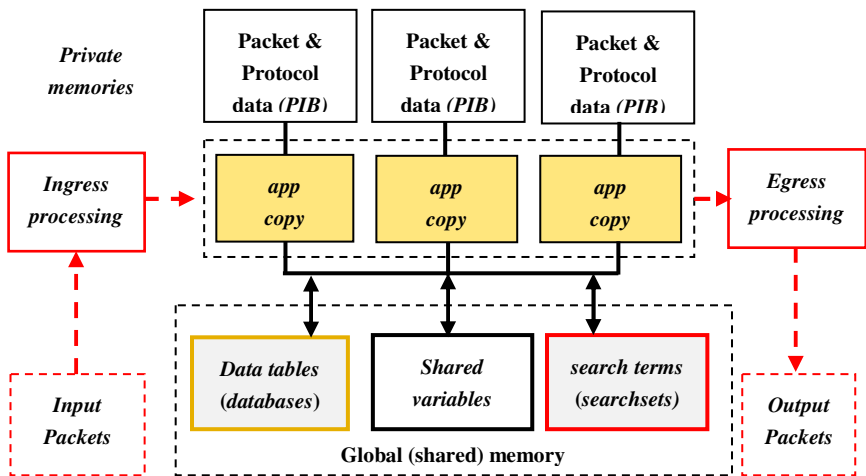 Private
memories
Packet &
Protocol
data (PIB)
Packet &
Protocol
data (PIB)
Packet &
Protocol
data (PIB)
Ingress
processing
app
copy
app
copy
app
copy
Egress
processing
Input
Packets
Data tables
(databases)
Shared
variables
search terms
(searchsets)
Output
Packets
Global (shared) memory